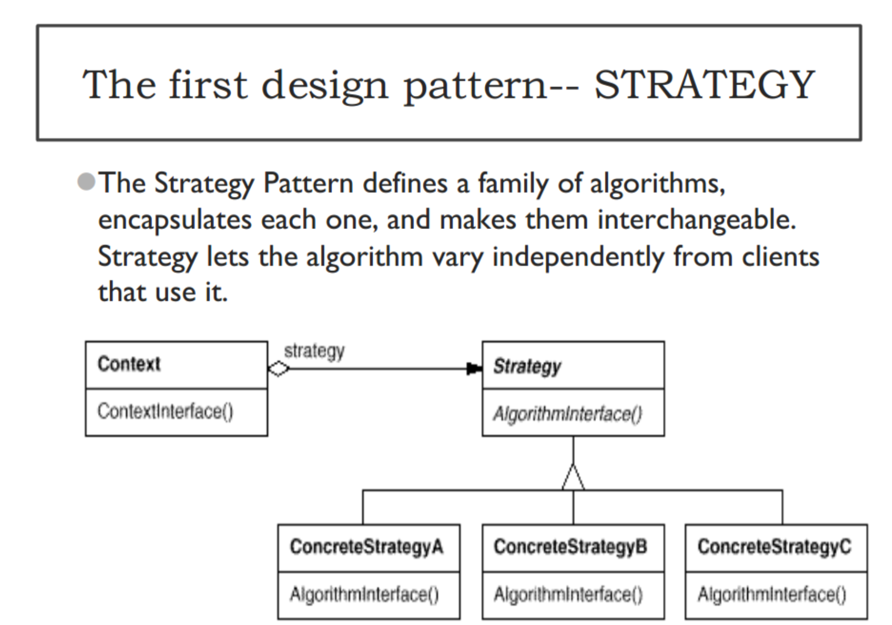 The first design pattern-- STRATEGY
The Strategy Pattern defines a family of algorithms,
encapsulates each one, and makes them interchangeable.
Strategy lets the algorithm vary independently from clients
that use it.
strategy
Context
Strategy
ContextInterface()
AlgorithmInterface()
ConcreteStrategyA
ConcreteStrategyB
ConcreteStrategyC
AlgorithmInterface()
AlgorithmInterface()
AlgorithmInterface()